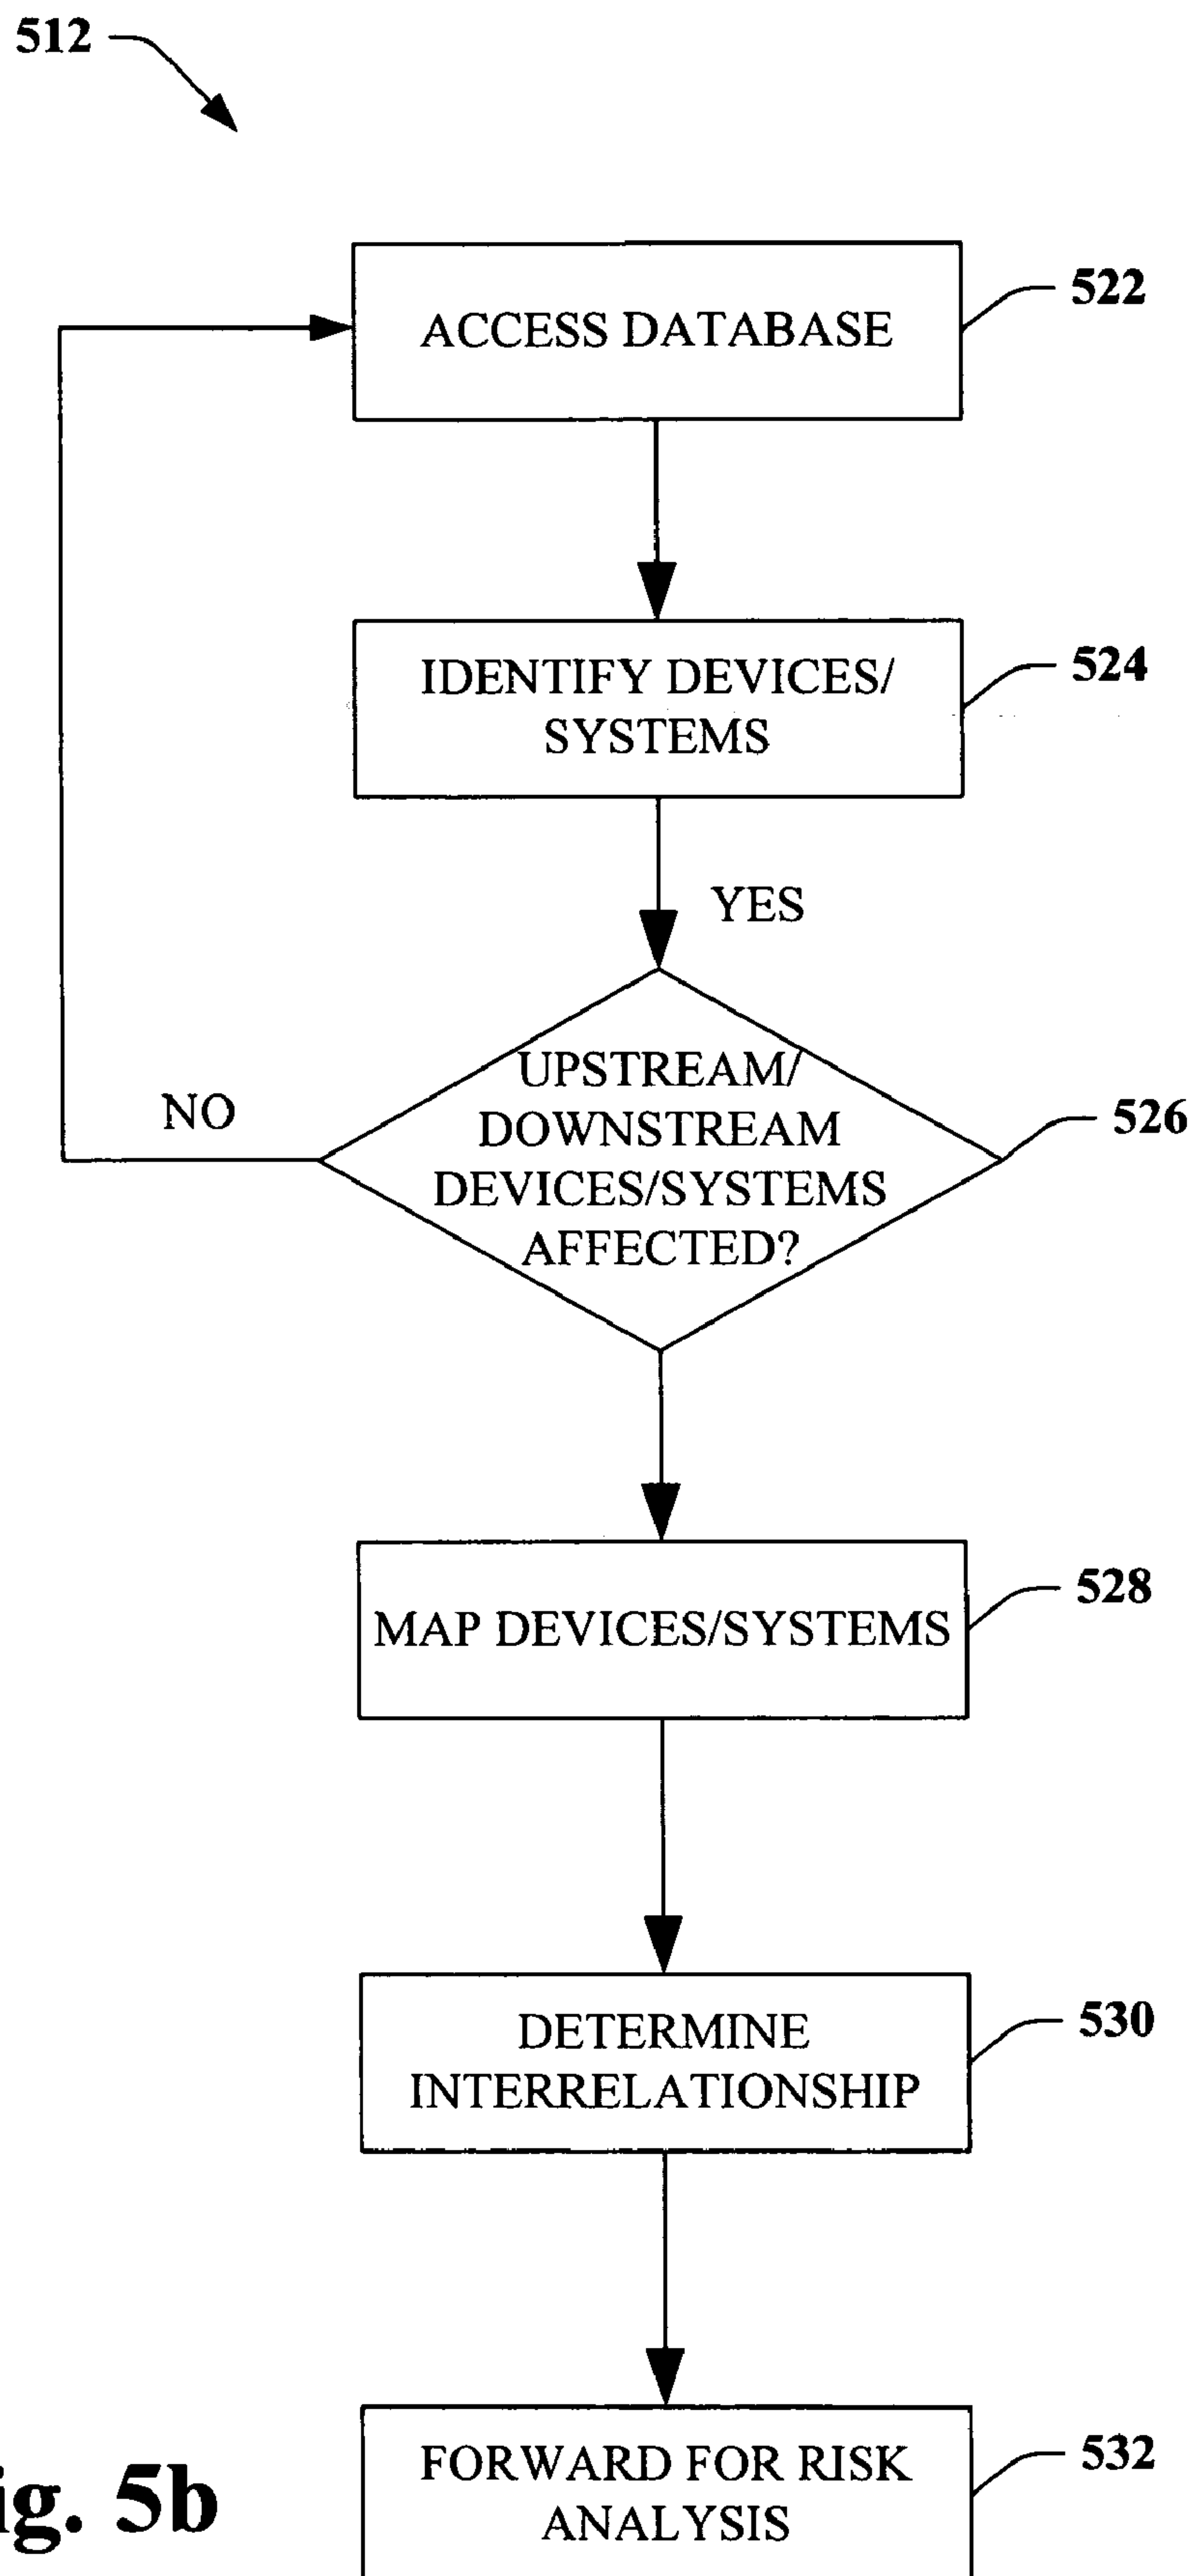 512
ACCESS DATABASE
522
IDENTIFY DEVICES/
SYSTEMS
524
YES
UPSTREAM/
DOWNSTREAM
DEVICES/SYSTEMS
AFFECTED?
526
NO
MAP DEVICES/SYSTEMS
528
DETERMINE
INTERRELATIONSHIP
530
FORWARD FOR RISK
ANALYSIS
532
ig. 5b